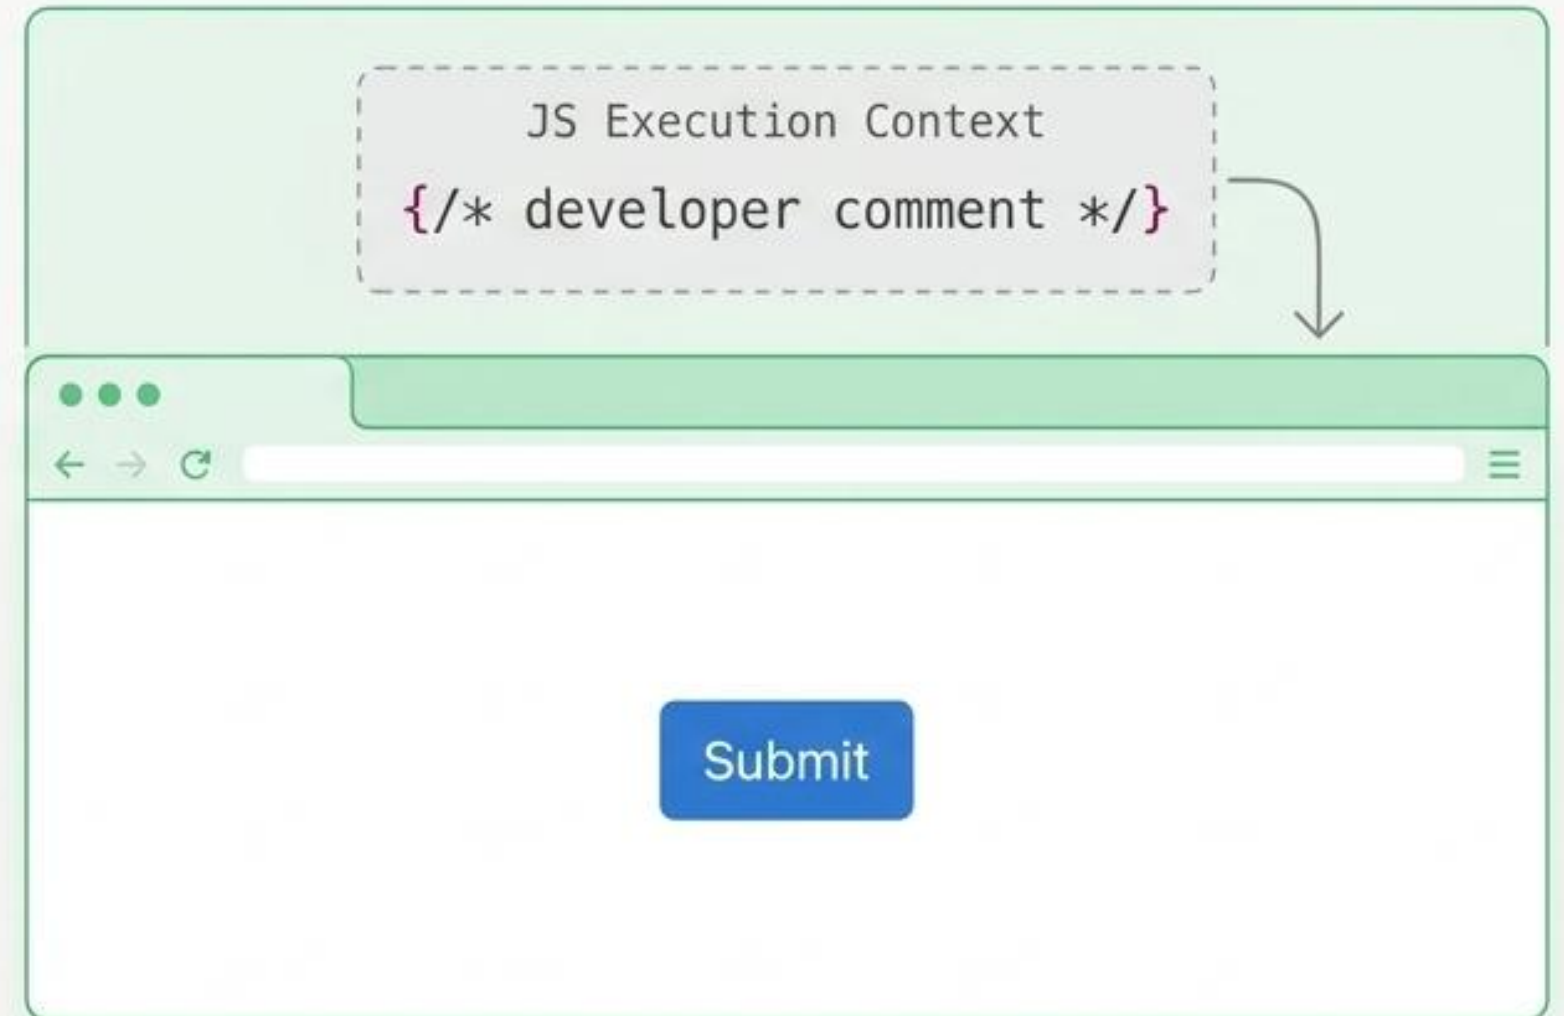 JS Execution Context
{/* developer comment */}
Submit